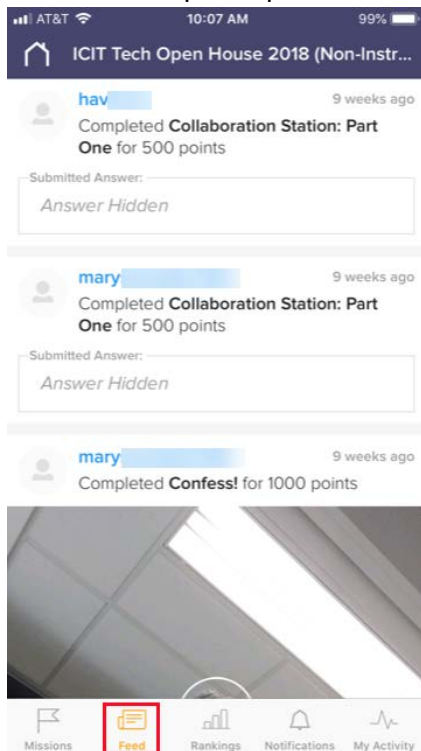 AT&T 10:07 AM 99%
ICIT Tech Open House 2018 (Non-Instr...
hav 9 weeks ago
Completed Collaboration Station: Part
One for 500 points
Submitted Answer:
Answer Hidden
mary 9 weeks ago
Completed Collaboration Station: Part
One for 500 points
Submitted Answer:
Answer Hidden
mary 9 weeks ago
Completed Confess! for 1000 points
Missions Feed Rankings Notifications My Activity